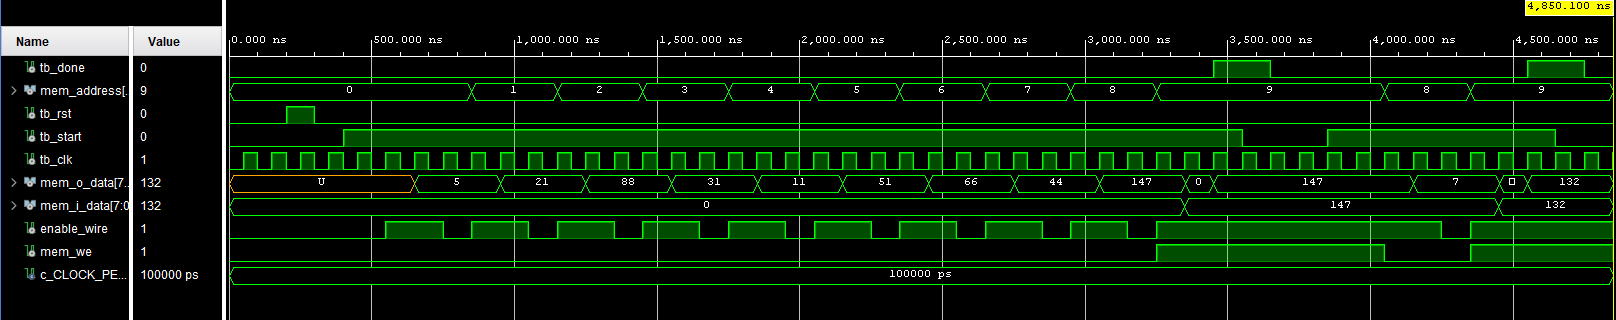 4,850.100 ns
Name Value
0.000 ns 500.000 ns 1,000.000 ns 1,500.000 ns 2,000.000 ns 2,500.000 ns 3,000.000 ns 3,500.000 ns 4,000.000 ns 4,500.000 ns
tb_done 0
mem_address[... 9 0 1 2 3 4 5 6 7 8 9 8 9
tb_rst 0
tb_start 0
tb_clk 1
mem_o_data[7... 132 U 5 21 88 31 11 51 66 44 147 0 147 7 132
mem_i_data[7:0 132 0 147 132
enable_wire 1
mem_we 1
c_CLOCK_PE... 100000 ps 100000 ps